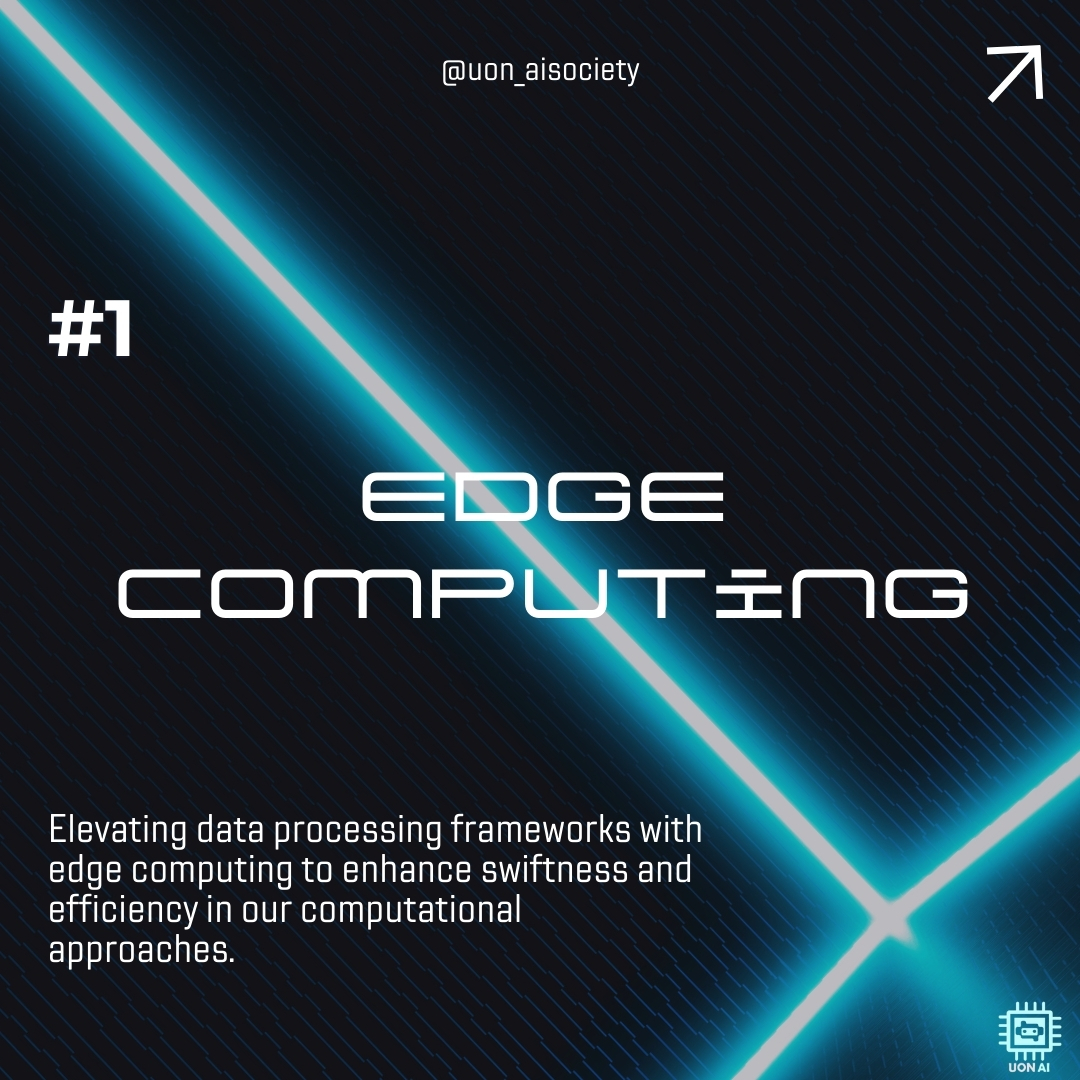 @uon_aisociety
#1
EDGE
COMPUTING
Elevating data processing frameworks with
edge computing to enhance swiftness and
efficiency in our computational
approaches.
UON AI